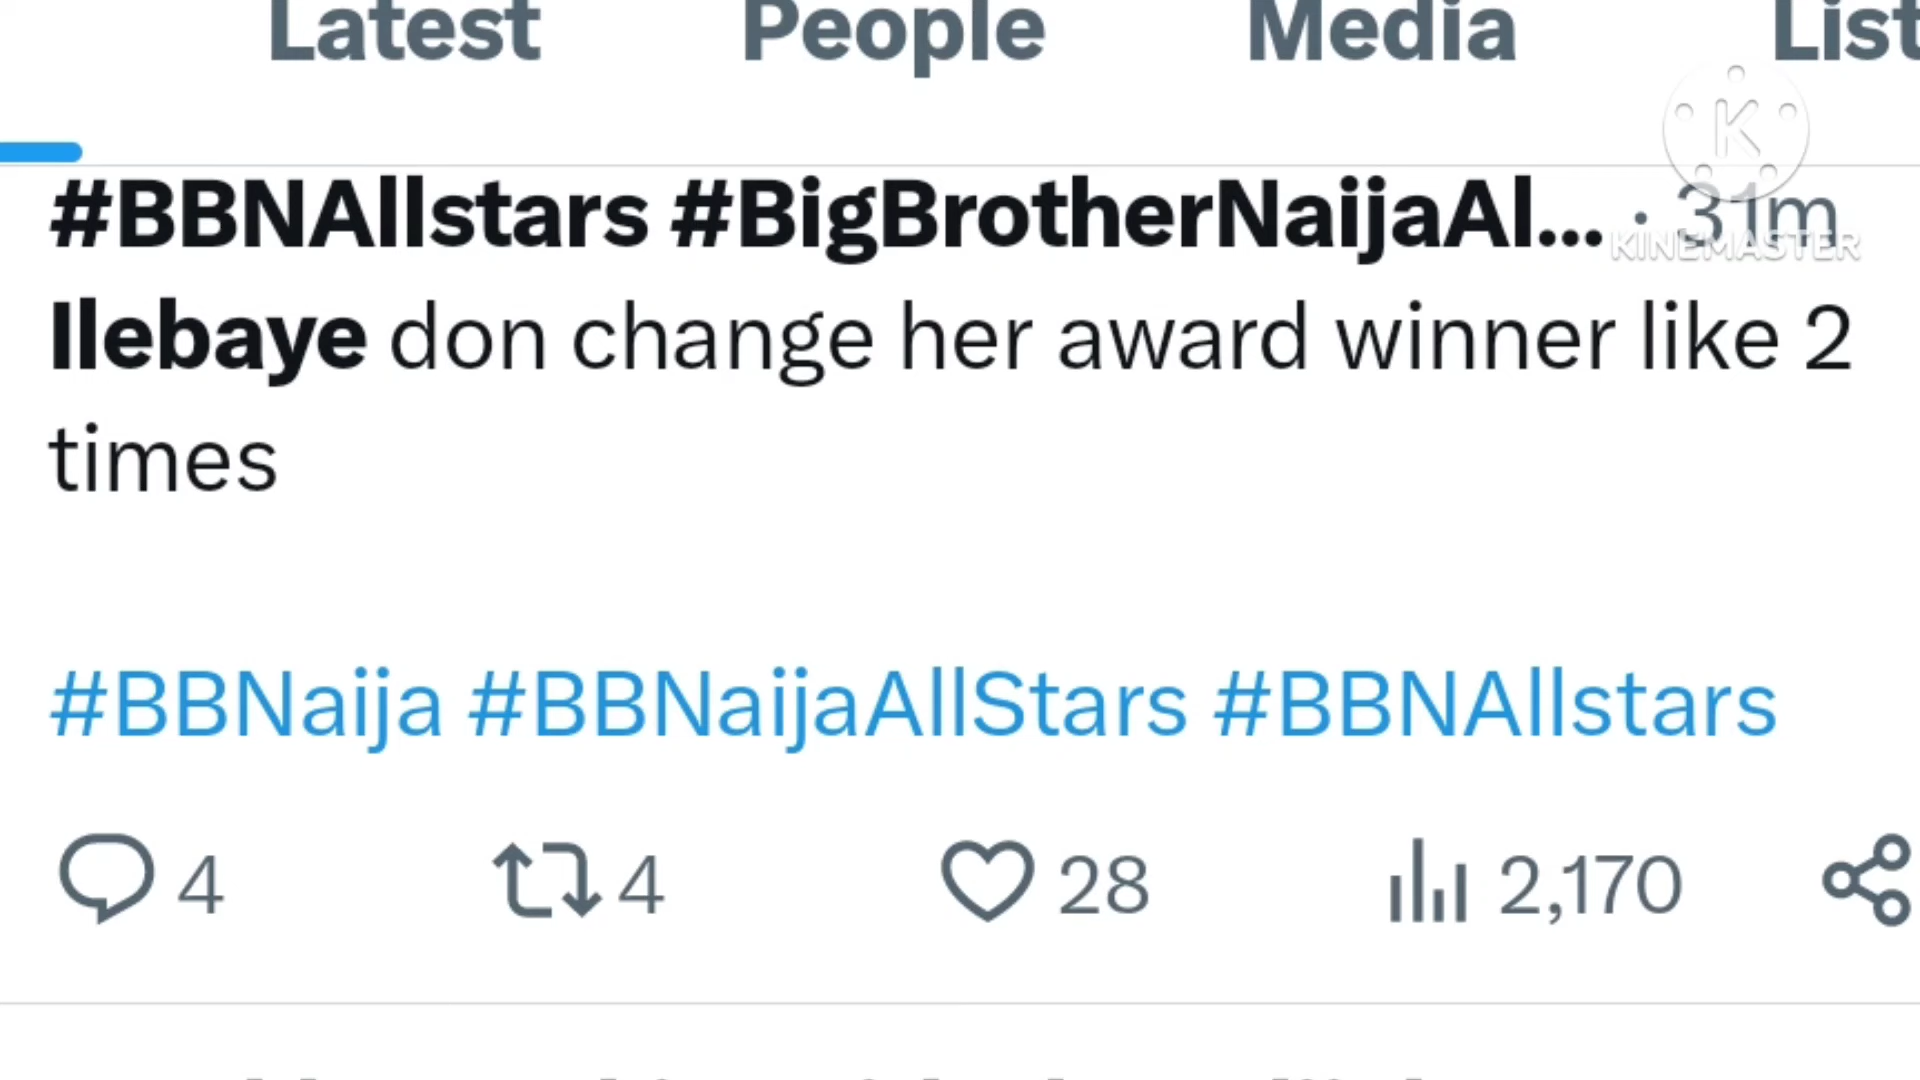 Latest People Media List
#BBNAllstars #BigBrotherNaijaAl... · 31m
KINEMASTER
Ilebaye don change her award winner like 2
times
#BBNaija #BBNaijaAllStars #BBNAllstars
4 4 28 2,170